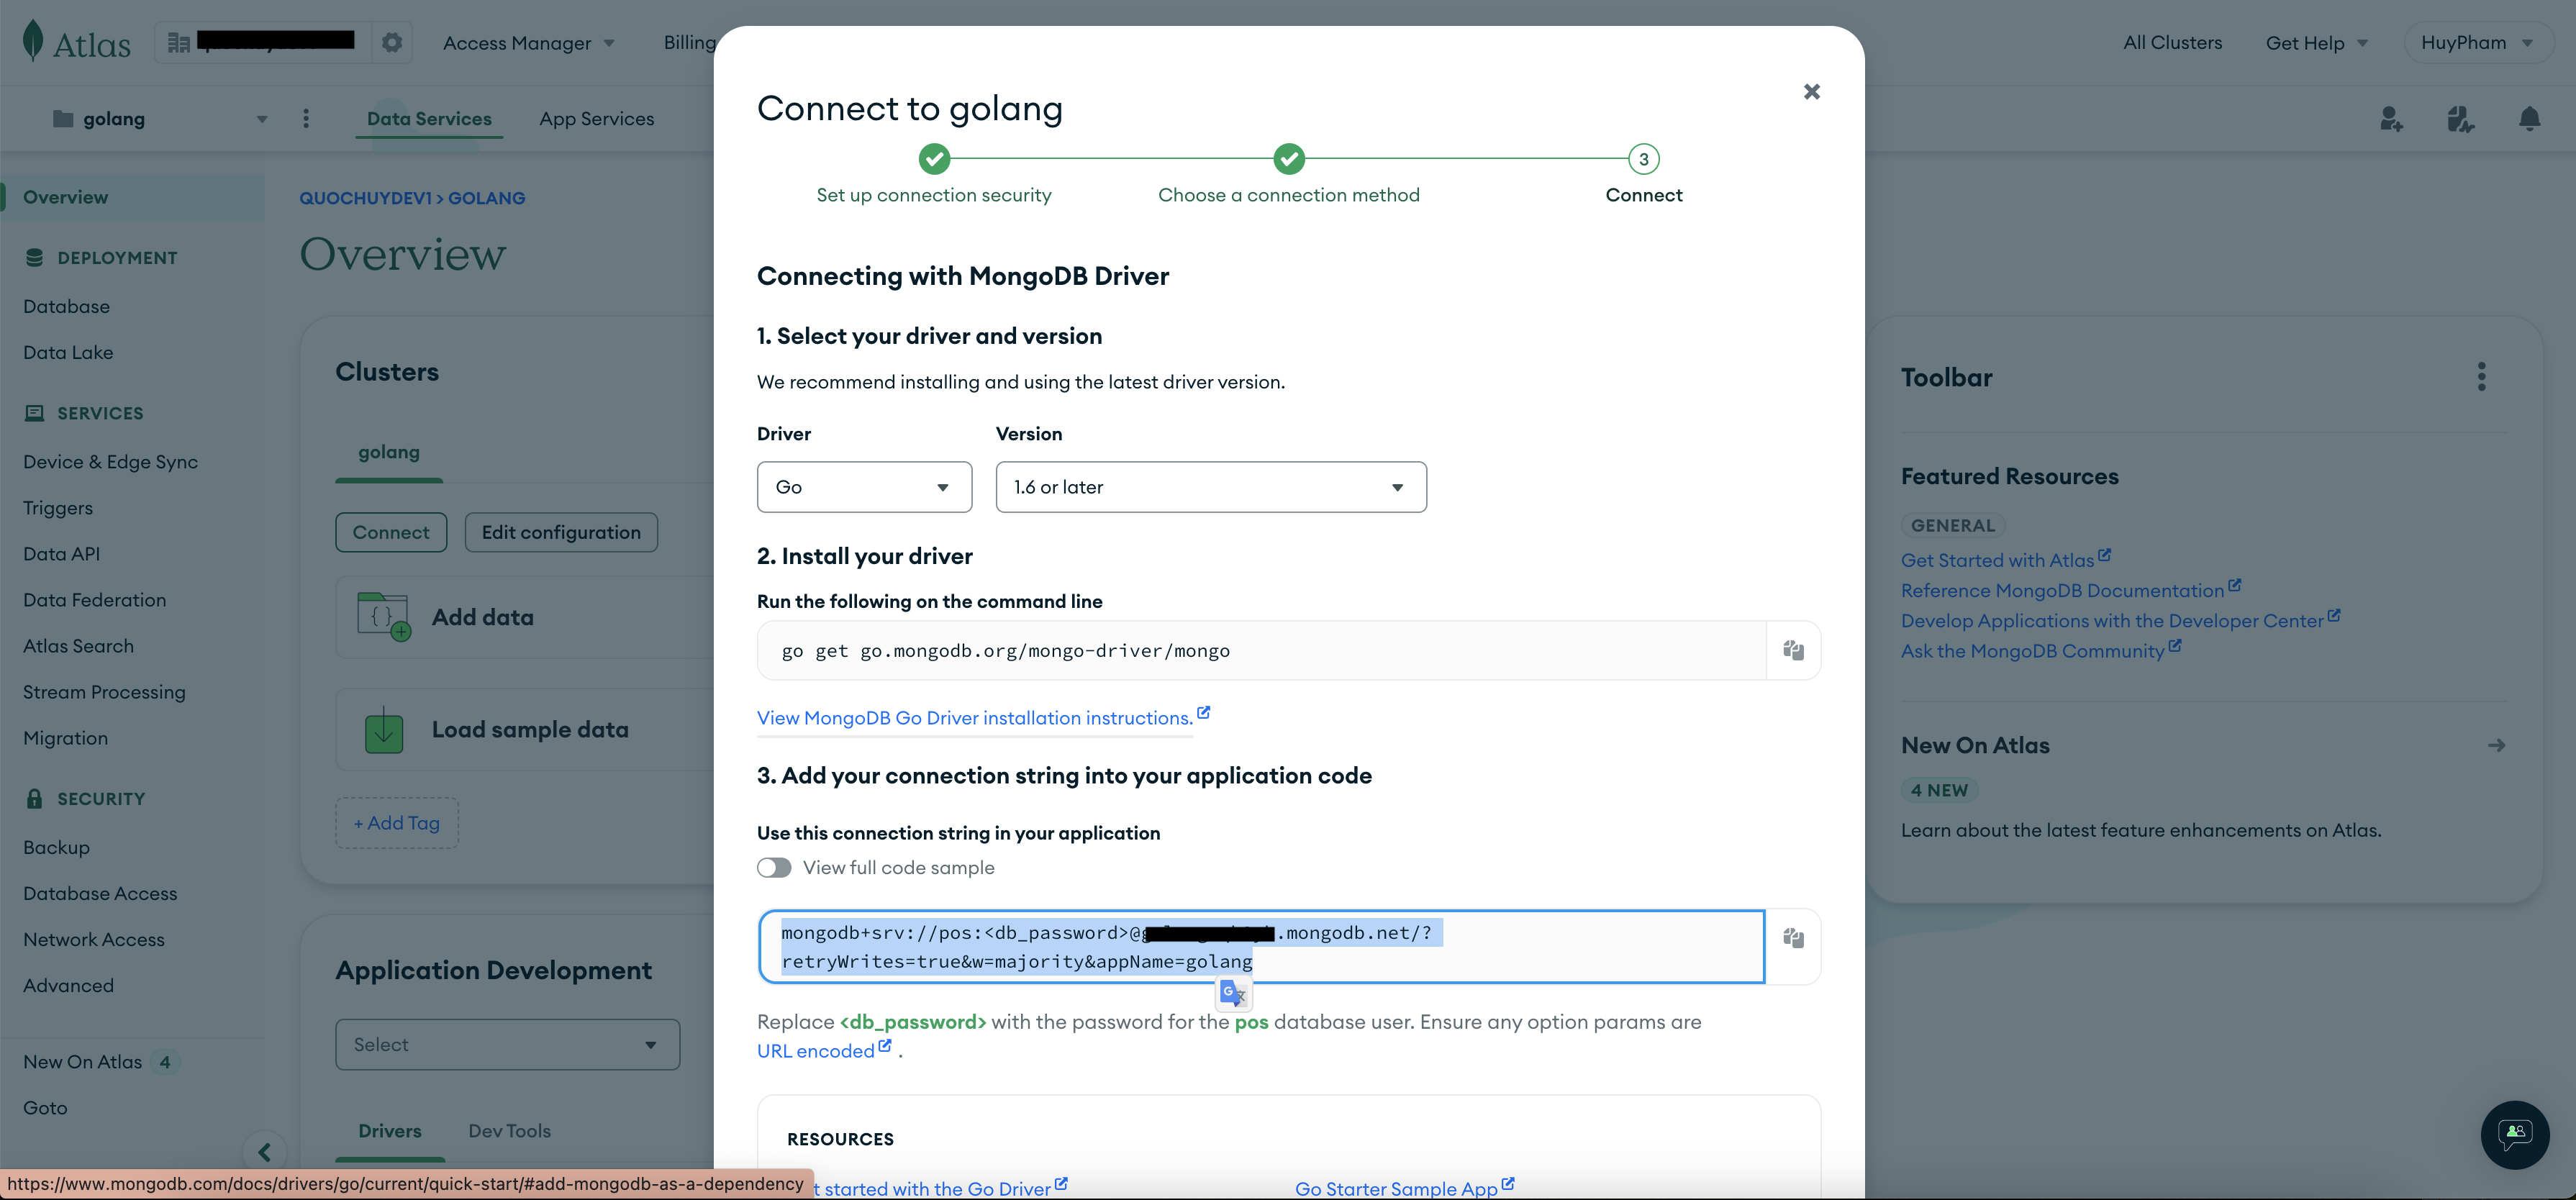 Atlas
Access Manager
Billing
All Clusters
Get Help
HuyPham
golang
Data Services
App Services
Overview
DEPLOYMENT
Database
Data Lake
SERVICES
Device & Edge Sync
Triggers
Data API
Data Federation
Atlas Search
Stream Processing
Migration
SECURITY
Backup
Database Access
Network Access
Advanced
New On Atlas 4
Goto
QUOCHUYDEV1 > GOLANG
Overview
Clusters
golang
Connect
Edit configuration
Add data
Load sample data
+ Add Tag
Application Development
Select
Drivers
Dev Tools
https://www.mongodb.com/docs/drivers/go/current/quick-start/#add-mongodb-as-a-dependency
Connect to golang
3
Set up connection security
Choose a connection method
Connect
Connecting with MongoDB Driver
1. Select your driver and version
We recommend installing and using the latest driver version.
Driver
Version
Go
1.6 or later
2. Install your driver
Run the following on the command line
go get go.mongodb.org/mongo-driver/mongo
View MongoDB Go Driver installation instructions.
3. Add your connection string into your application code
Use this connection string in your application
View full code sample
mongodb+srv://pos:<db_password>@ .mongodb.net/?
retryWrites=true&w=majority&appName=golang
Replace <db_password> with the password for the pos database user. Ensure any option params are
URL encoded .
RESOURCES
t started with the Go Driver
Go Starter Sample App
Toolbar
Featured Resources
GENERAL
Get Started with Atlas
Reference MongoDB Documentation
Develop Applications with the Developer Center
Ask the MongoDB Community
New On Atlas
4 NEW
Learn about the latest feature enhancements on Atlas.